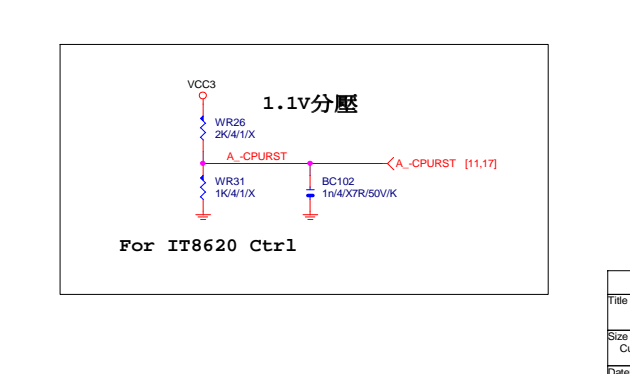 VCC3
1.1V分壓
WR26
2K/4/1/X
A_-CPURST
A_-CPURST [11,17]
WR31
1K/4/1/X
BC102
1n/4/X7R/50V/K
For IT8620 Ctrl
Title
Size
Cu
Date